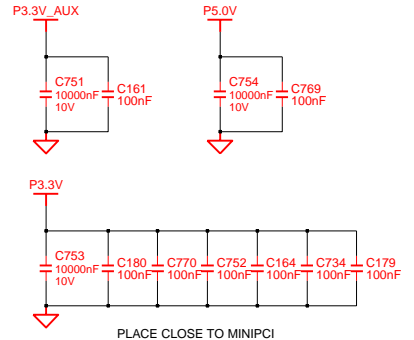 P3.3V_AUX
C751
10000nF
10V
C161
100nF
P5.0V
C754
10000nF
10V
C769
100nF
P3.3V
C753
10000nF
10V
C180
100nF
C770
100nF
C752
100nF
C164
100nF
C734
100nF
C179
100nF
PLACE CLOSE TO MINIPCI